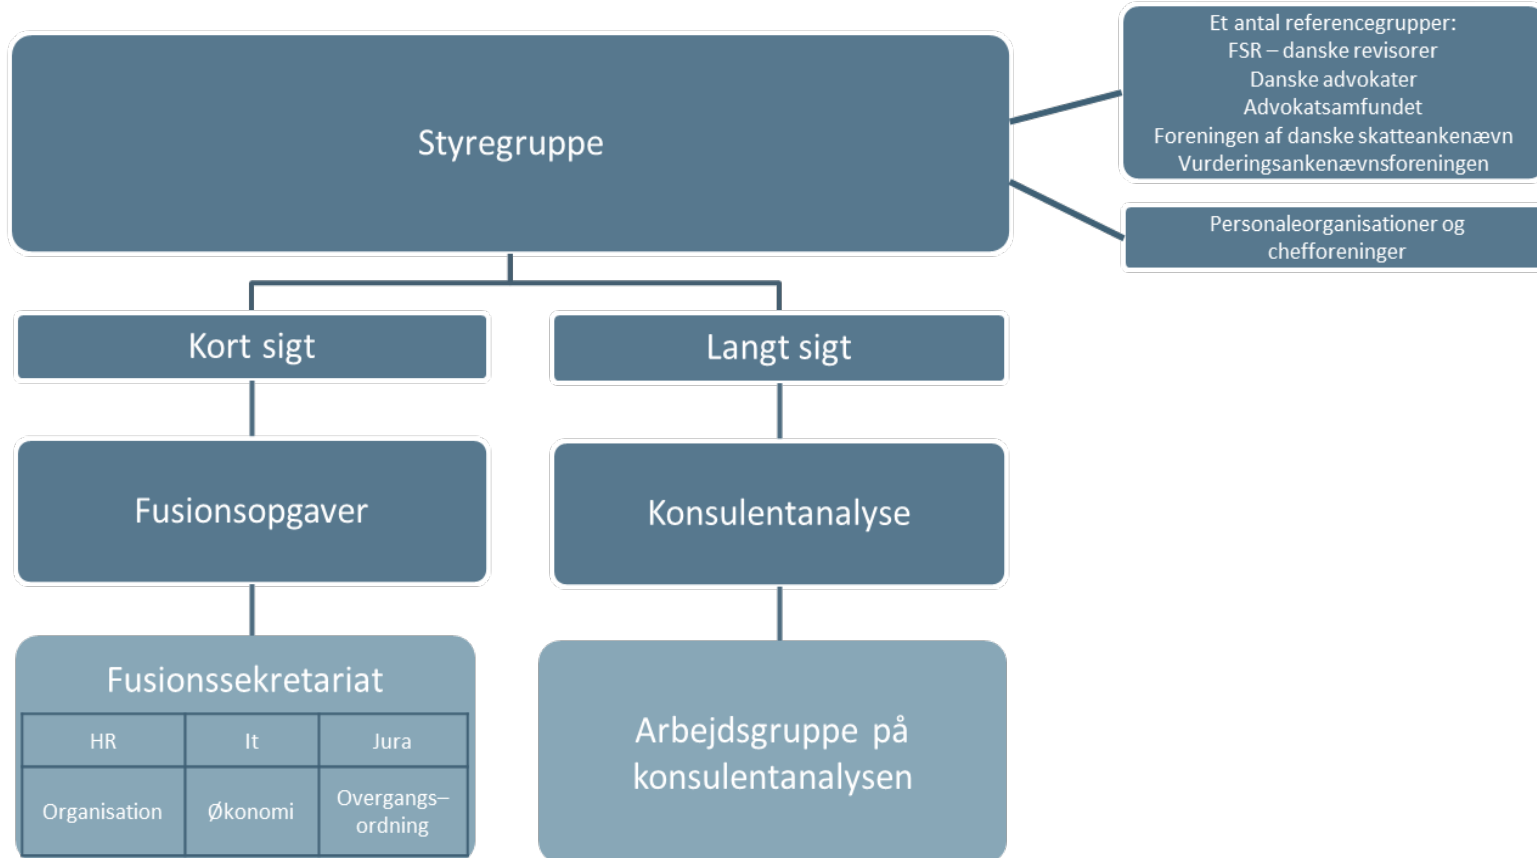 Styregruppe
Et antal referencegrupper:
FSR – danske revisorer
Danske advokater
Advokatsamfundet
Foreningen af danske skatteankenævn
Vurderingsankenævnsforeningen
Personaleorganisationer og
chefforeninger
Kort sigt
Langt sigt
Fusionsopgaver
Konsulentanalyse
Fusionssekretariat
HR
It
Jura
Organisation
Økonomi
Overgangs–
ordning
Arbejdsgruppe på
konsulentanalysen